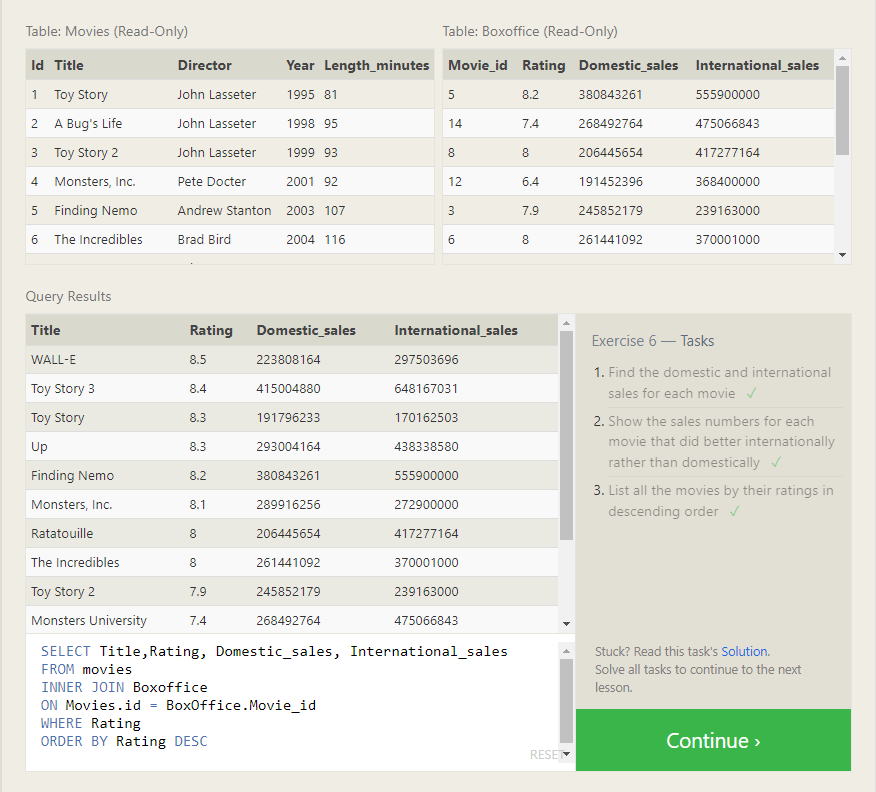 Table: Movies (Read-Only)
Id Title Director Year Length_minutes
1 Toy Story John Lasseter 1995 81
2 A Bug's Life John Lasseter 1998 95
3 Toy Story 2 John Lasseter 1999 93
4 Monsters, Inc. Pete Docter 2001 92
5 Finding Nemo Andrew Stanton 2003 107
6 The Incredibles Brad Bird 2004 116
Table: Boxoffice (Read-Only)
Movie_id Rating Domestic_sales International_sales
5 8.2 380843261 555900000
14 7.4 268492764 475066843
8 8 206445654 417277164
12 6.4 191452396 368400000
3 7.9 245852179 239163000
6 8 261441092 370001000
Query Results
Title Rating Domestic_sales International_sales
WALL-E 8.5 223808164 297503696
Toy Story 3 8.4 415004880 648167031
Toy Story 8.3 191796233 170162503
Up 8.3 293004164 438338580
Finding Nemo 8.2 380843261 555900000
Monsters, Inc. 8.1 289916256 272900000
Ratatouille 8 206445654 417277164
The Incredibles 8 261441092 370001000
Toy Story 2 7.9 245852179 239163000
Monsters University 7.4 268492764 475066843
SELECT Title,Rating, Domestic_sales, International_sales
FROM movies
INNER JOIN Boxoffice
ON Movies.id = BoxOffice.Movie_id
WHERE Rating
ORDER BY Rating DESC
RESET
Exercise 6 — Tasks
1. Find the domestic and international
sales for each movie ✓
2. Show the sales numbers for each
movie that did better internationally
rather than domestically ✓
3. List all the movies by their ratings in
descending order ✓
Stuck? Read this task's Solution.
Solve all tasks to continue to the next
lesson.
Continue ›